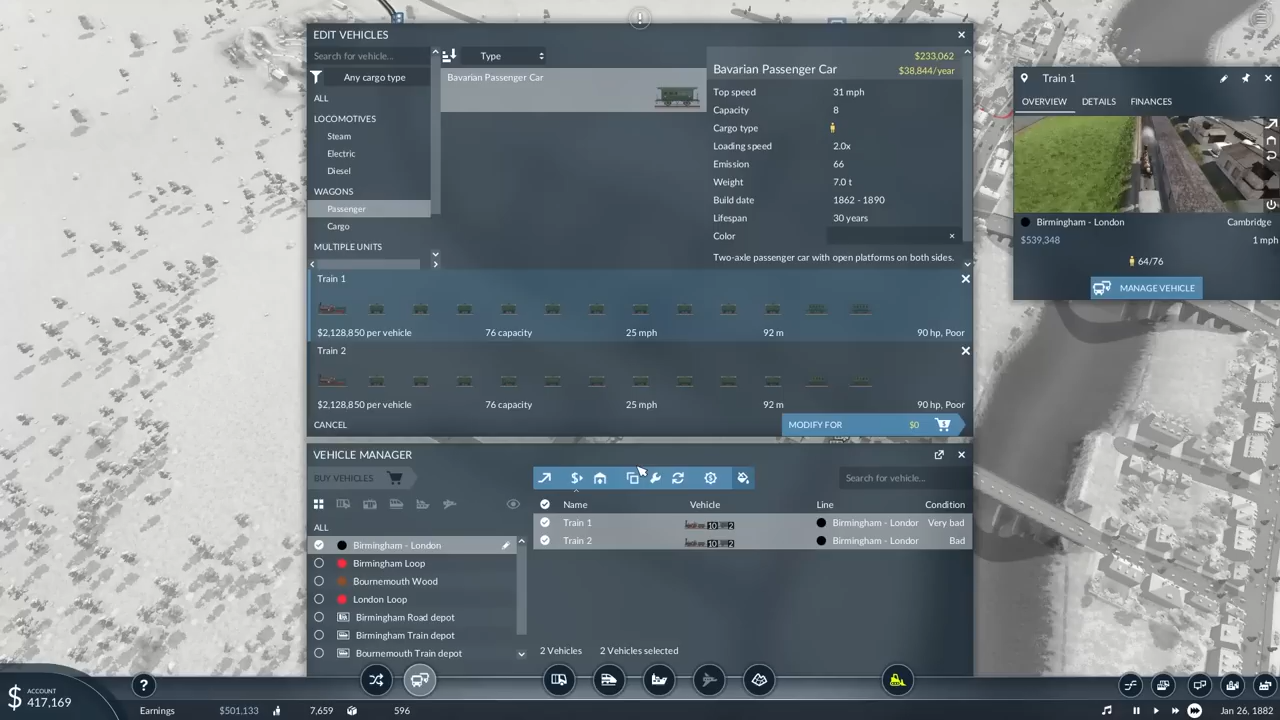 EDIT VEHICLES
Search for vehicle...
Type
Any cargo type
ALL
LOCOMOTIVES
Steam
Electric
Diesel
WAGONS
Passenger
Cargo
MULTIPLE UNITS
Bavarian Passenger Car
$233,062
Bavarian Passenger Car
$38,844/year
Top speed 31 mph
Capacity 8
Cargo type
Loading speed 2.0x
Emission 66
Weight 7.0 t
Build date 1862 - 1890
Lifespan 30 years
Color
Two-axle passenger car with open platforms on both sides.
Train 1
$2,128,850 per vehicle 76 capacity 25 mph 92 m 90 hp, Poor
Train 2
$2,128,850 per vehicle 76 capacity 25 mph 92 m 90 hp, Poor
CANCEL
MODIFY FOR $0
Train 1
OVERVIEW DETAILS FINANCES
Birmingham - London Cambridge
$539,348 1 mph
64/76
MANAGE VEHICLE
VEHICLE MANAGER
BUY VEHICLES
Search for vehicle...
ALL
Birmingham - London
Birmingham Loop
Bournemouth Wood
London Loop
Birmingham Road depot
Birmingham Train depot
Bournemouth Train depot
Name Vehicle Line Condition
Train 1 10 2 Birmingham - Londor Very bad
Train 2 10 2 Birmingham - Londor Bad
2 Vehicles 2 Vehicles selected
$ ACCOUNT
417,169
?
Earnings $501,133 7,659 596
Jan 26, 1882